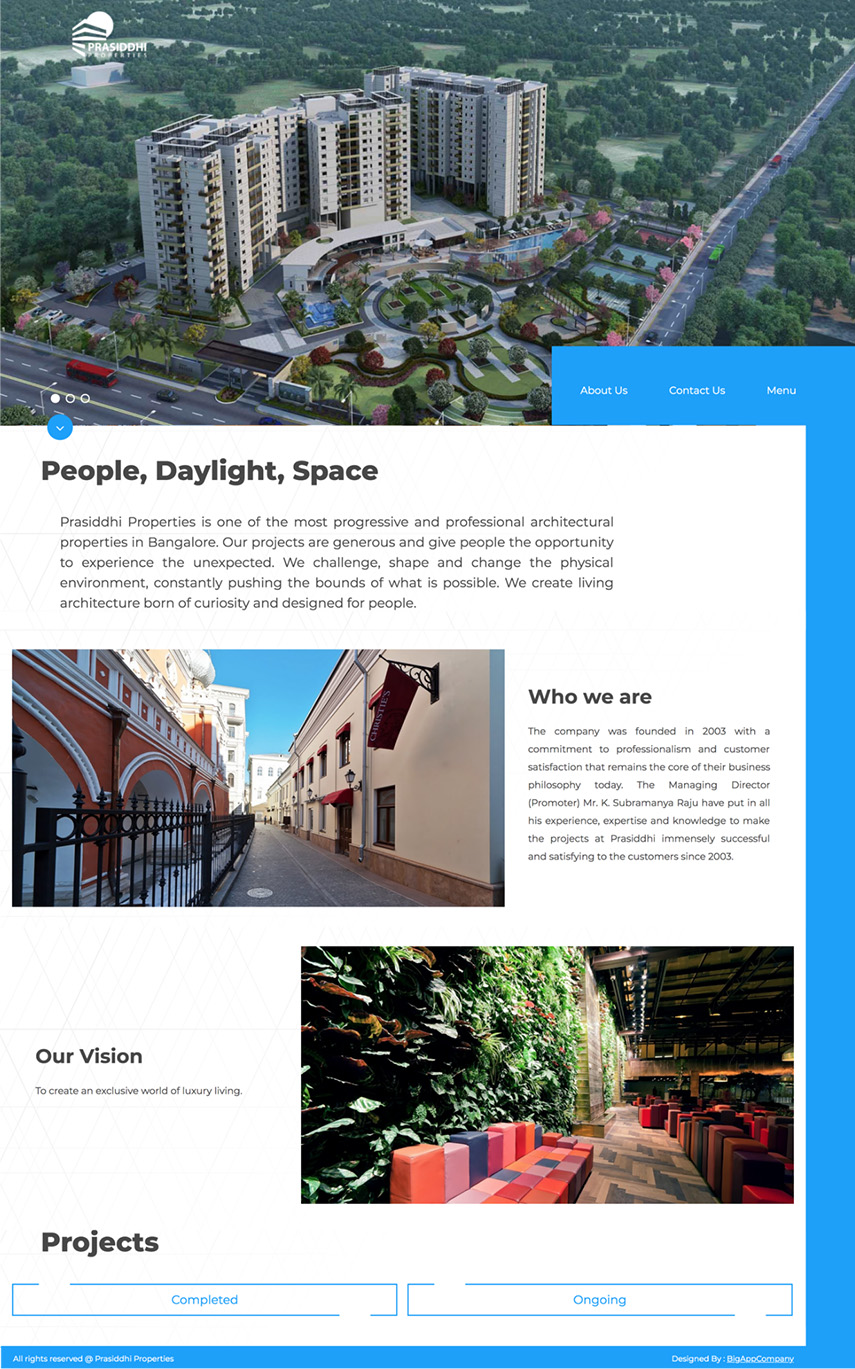 PRASIDDHI
PROPERTIES
About Us
Contact Us
Menu
People, Daylight, Space
Prasiddhi Properties is one of the most progressive and professional architectural
properties in Bangalore. Our projects are generous and give people the opportunity
to experience the unexpected. We challenge, shape and change the physical
environment, constantly pushing the bounds of what is possible. We create living
architecture born of curiosity and designed for people.
CHRISTIE'S
Who we are
The company was founded in 2003 with a
commitment to professionalism and customer
satisfaction that remains the core of their business
philosophy today. The Managing Director
(Promoter) Mr. K. Subramanya Raju have put in all
his experience, expertise and knowledge to make
the projects at Prasiddhi immensely successful
and satisfying to the customers since 2003.
Our Vision
To create an exclusive world of luxury living.
Projects
Completed
Ongoing
All rights reserved @ Prasiddhi Properties
Designed By : BigAppCompany